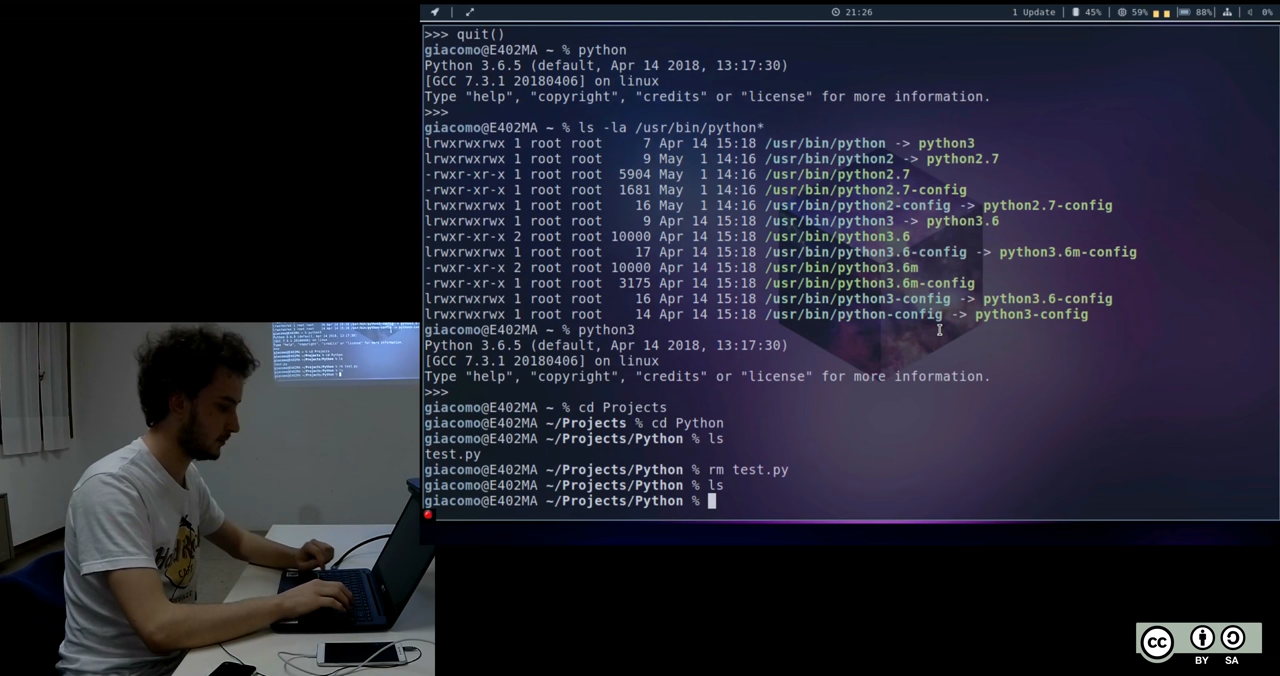 21:26
1 Update | 45% | 59% | 88% | 0%
>>> quit()
giacomo@E402MA ~ % python
Python 3.6.5 (default, Apr 14 2018, 13:17:30)
[GCC 7.3.1 20180406] on linux
Type "help", "copyright", "credits" or "license" for more information.
>>>
giacomo@E402MA ~ % ls -la /usr/bin/python*
lrwxrwxrwx 1 root root 7 Apr 14 15:18 /usr/bin/python -> python3
lrwxrwxrwx 1 root root 9 May 1 14:16 /usr/bin/python2 -> python2.7
-rwxr-xr-x 1 root root 5904 May 1 14:16 /usr/bin/python2.7
-rwxr-xr-x 1 root root 1681 May 1 14:16 /usr/bin/python2.7-config
lrwxrwxrwx 1 root root 16 May 1 14:16 /usr/bin/python2-config -> python2.7-config
lrwxrwxrwx 1 root root 9 Apr 14 15:18 /usr/bin/python3 -> python3.6
-rwxr-xr-x 2 root root 10000 Apr 14 15:18 /usr/bin/python3.6
lrwxrwxrwx 1 root root 17 Apr 14 15:18 /usr/bin/python3.6-config -> python3.6m-config
-rwxr-xr-x 2 root root 10000 Apr 14 15:18 /usr/bin/python3.6m
-rwxr-xr-x 1 root root 3175 Apr 14 15:18 /usr/bin/python3.6m-config
lrwxrwxrwx 1 root root 16 Apr 14 15:18 /usr/bin/python3-config -> python3.6-config
lrwxrwxrwx 1 root root 14 Apr 14 15:18 /usr/bin/python-config -> python3-config
giacomo@E402MA ~ % python3
Python 3.6.5 (default, Apr 14 2018, 13:17:30)
[GCC 7.3.1 20180406] on linux
Type "help", "copyright", "credits" or "license" for more information.
>>>
giacomo@E402MA ~ % cd Projects
giacomo@E402MA ~/Projects % cd Python
giacomo@E402MA ~/Projects/Python % ls
test.py
giacomo@E402MA ~/Projects/Python % rm test.py
giacomo@E402MA ~/Projects/Python % ls
giacomo@E402MA ~/Projects/Python %
CC
BY SA